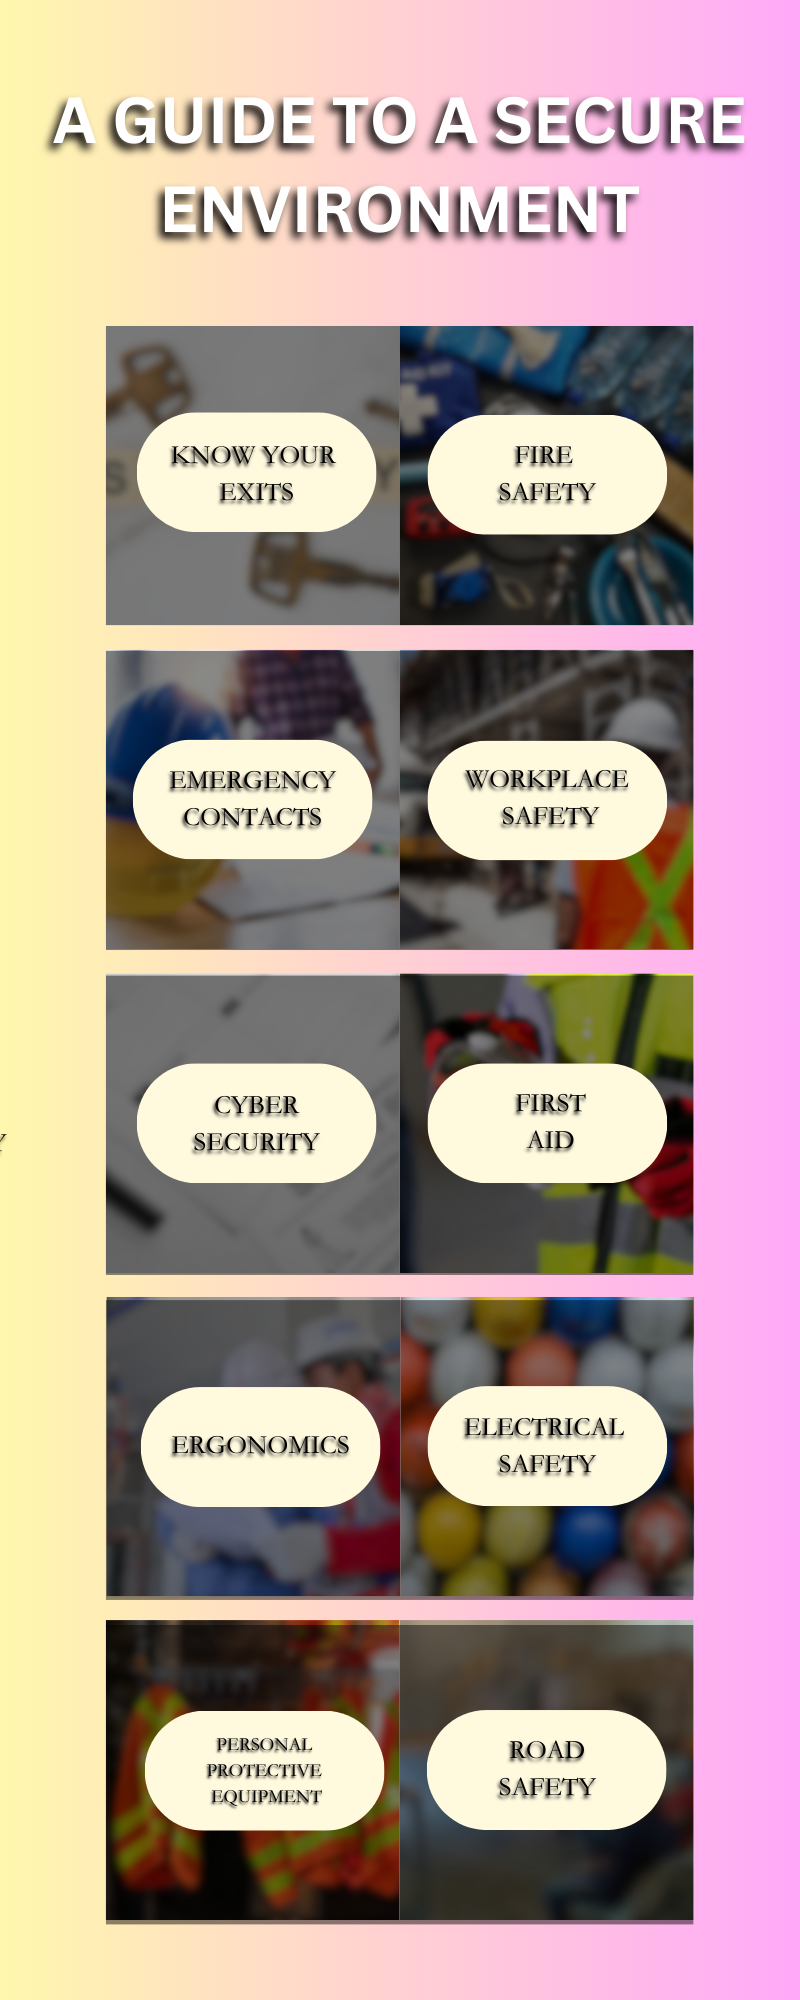 A GUIDE TO A SECURE
ENVIRONMENT
KNOW YOUR
EXITS
FIRE
SAFETY
EMERGENCY
CONTACTS
WORKPLACE
SAFETY
CYBER
SECURITY
FIRST
AID
Y
ERGONOMICS
ELECTRICAL
SAFETY
PERSONAL
PROTECTIVE
EQUIPMENT
ROAD
SAFETY